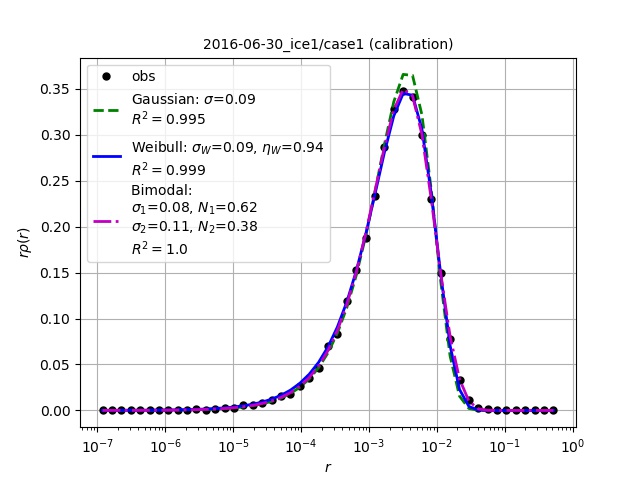 2016-06-30_ice1/case1 (calibration)
obs
Gaussian: σ=0.09
R² = 0.995
Weibull: σ_W=0.09, η_W=0.94
R² = 0.999
Bimodal:
σ₁=0.08, N₁=0.62
σ₂=0.11, N₂=0.38
R² = 1.0
rρ(r)
0.35
0.30
0.25
0.20
0.15
0.10
0.05
0.00
10⁻⁷ 10⁻⁶ 10⁻⁵ 10⁻⁴ 10⁻³ 10⁻² 10⁻¹ 10⁰
r